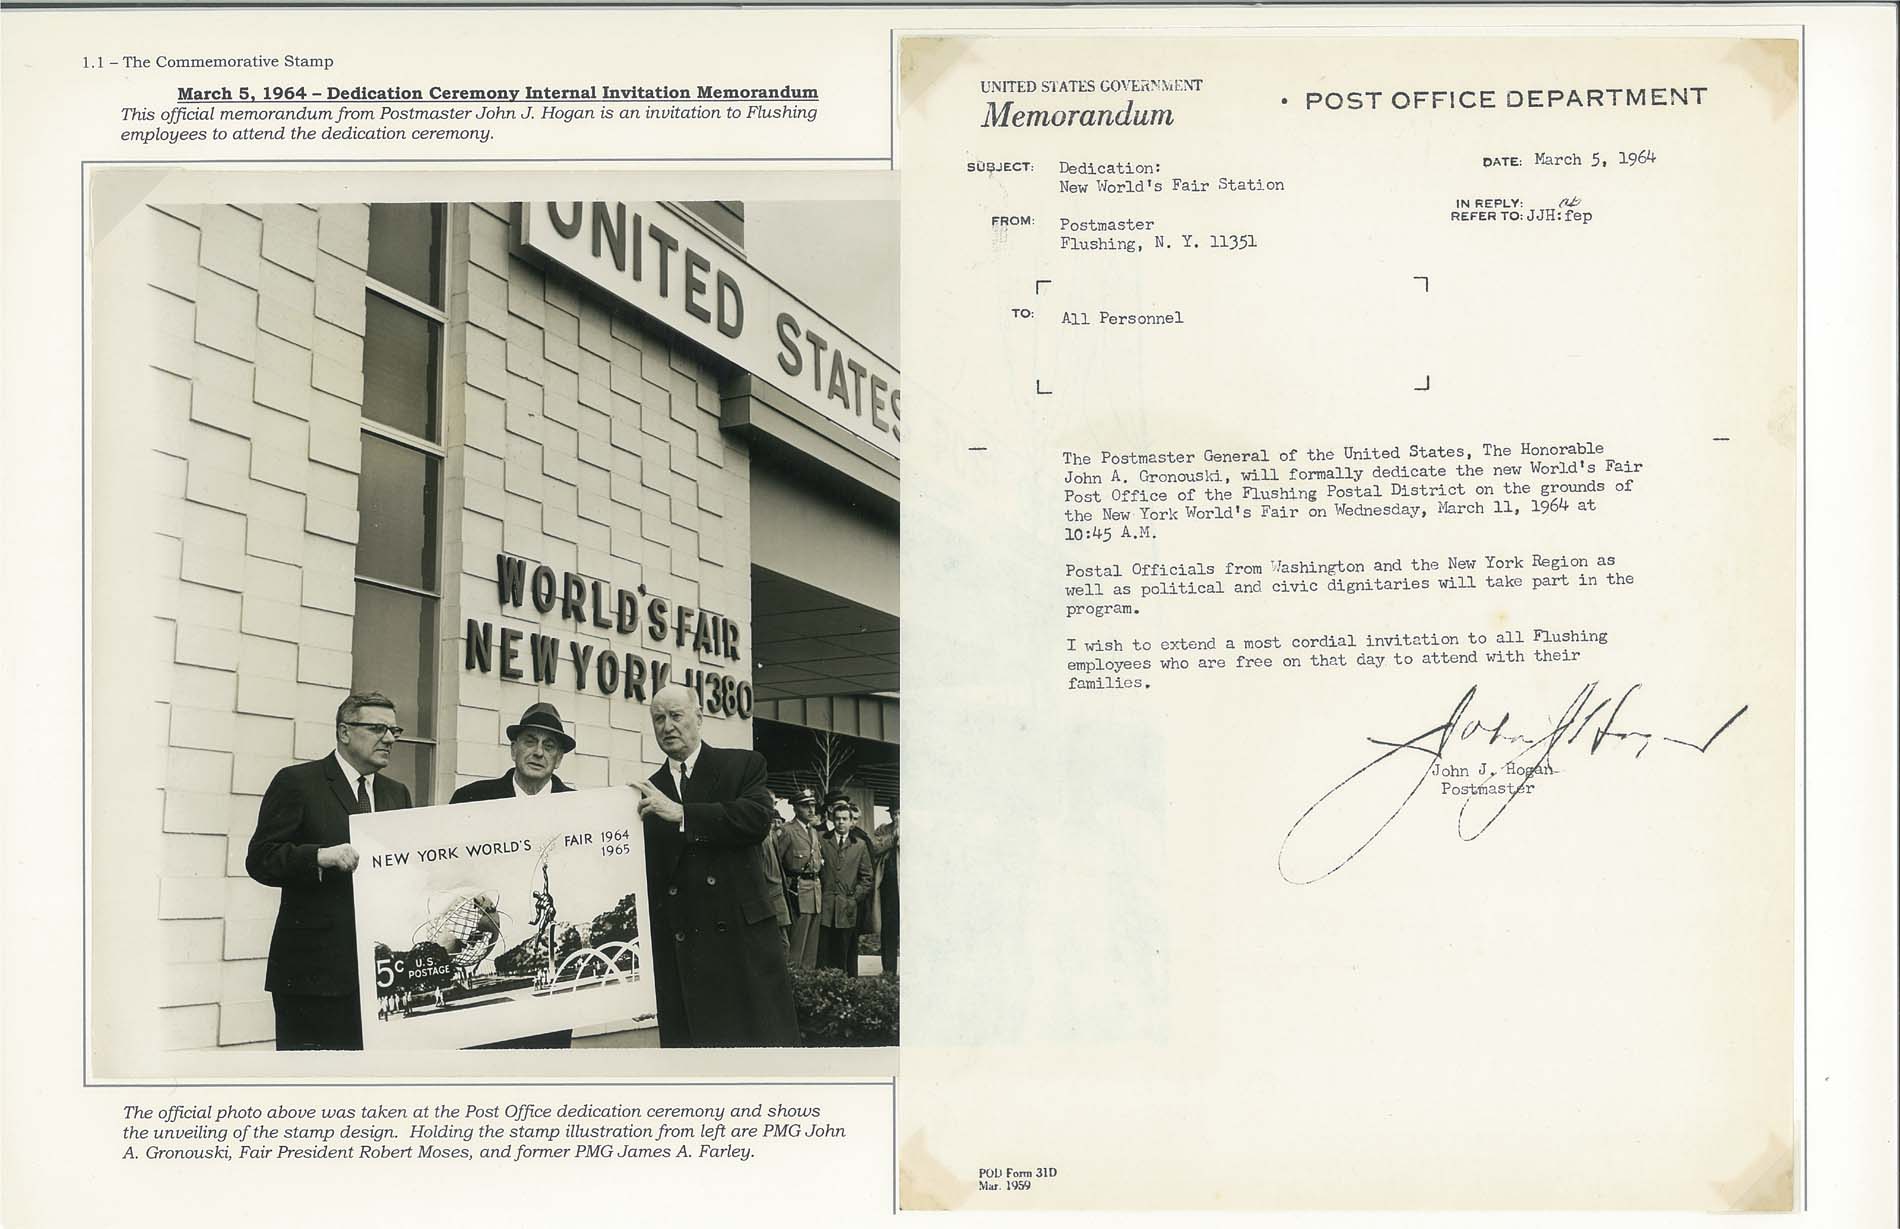 1.1 – The Commemorative Stamp
March 5, 1964 – Dedication Ceremony Internal Invitation Memorandum
This official memorandum from Postmaster John J. Hogan is an invitation to Flushing
employees to attend the dedication ceremony.
UNITED STATES
WORLD'S FAIR
NEW YORK 11380
NEW YORK WORLD'S FAIR 1964
1965
5c U.S.
POSTAGE
The official photo above was taken at the Post Office dedication ceremony and shows
the unveiling of the stamp design. Holding the stamp illustration from left are PMG John
A. Gronouski, Fair President Robert Moses, and former PMG James A. Farley.
UNITED STATES GOVERNMENT
Memorandum
• POST OFFICE DEPARTMENT
SUBJECT: Dedication:
New World's Fair Station
DATE: March 5, 1964
IN REPLY:
REFER TO: JJH:fep
FROM: Postmaster
Flushing, N. Y. 11351
TO: All Personnel
The Postmaster General of the United States, The Honorable
John A. Gronouski, will formally dedicate the new World's Fair
Post Office of the Flushing Postal District on the grounds of
the New York World's Fair on Wednesday, March 11, 1964 at
10:45 A.M.
Postal Officials from Washington and the New York Region as
well as political and civic dignitaries will take part in the
program.
I wish to extend a most cordial invitation to all Flushing
employees who are free on that day to attend with their
families.
John J Hogan
John J. Hogan
Postmaster
POD Form 31D
Mar. 1959